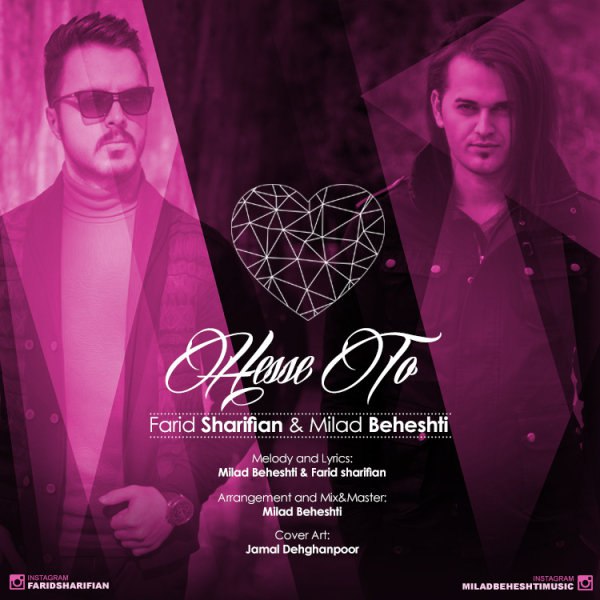 Hesse To
Farid Sharifian & Milad Beheshti
Melody and Lyrics:
Milad Beheshti & Farid sharifian
Arrangement and Mix&Master:
Milad Beheshti
Cover Art:
Jamal Dehghanpoor
INSTAGRAM
FARIDSHARIFIAN
INSTAGRAM
MILADBEHESHTIMUSIC